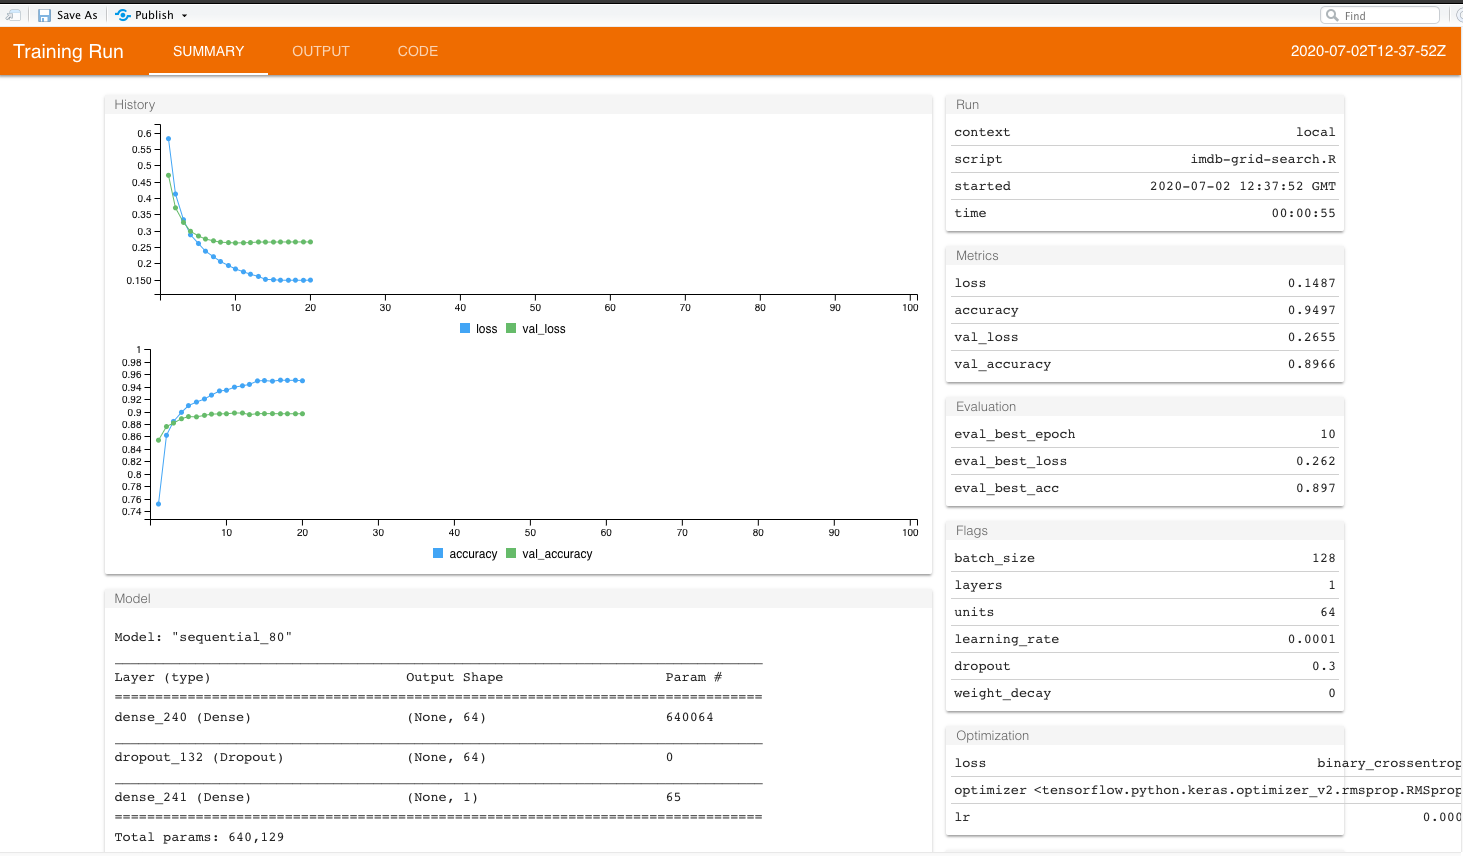 Save As Publish Find
Training Run SUMMARY OUTPUT CODE 2020-07-02T12-37-52Z
History
0.6
0.55
0.5
0.45
0.4
0.35
0.3
0.25
0.2
0.150
10 20 30 40 50 60 70 80 90 100
loss val_loss
1
0.98
0.96
0.94
0.92
0.9
0.88
0.86
0.84
0.82
0.8
0.78
0.76
0.74
10 20 30 40 50 60 70 80 90 100
accuracy val_accuracy
Model
Model: "sequential_80"
Layer (type) Output Shape Param #
dense_240 (Dense) (None, 64) 640064
dropout_132 (Dropout) (None, 64) 0
dense_241 (Dense) (None, 1) 65
Total params: 640,129
Run
context local
script imdb-grid-search.R
started 2020-07-02 12:37:52 GMT
time 00:00:55
Metrics
loss 0.1487
accuracy 0.9497
val_loss 0.2655
val_accuracy 0.8966
Evaluation
eval_best_epoch 10
eval_best_loss 0.262
eval_best_acc 0.897
Flags
batch_size 128
layers 1
units 64
learning_rate 0.0001
dropout 0.3
weight_decay 0
Optimization
loss binary_crossentrop
optimizer <tensorflow.python.keras.optimizer_v2.rmsprop.RMSprop
lr 0.000